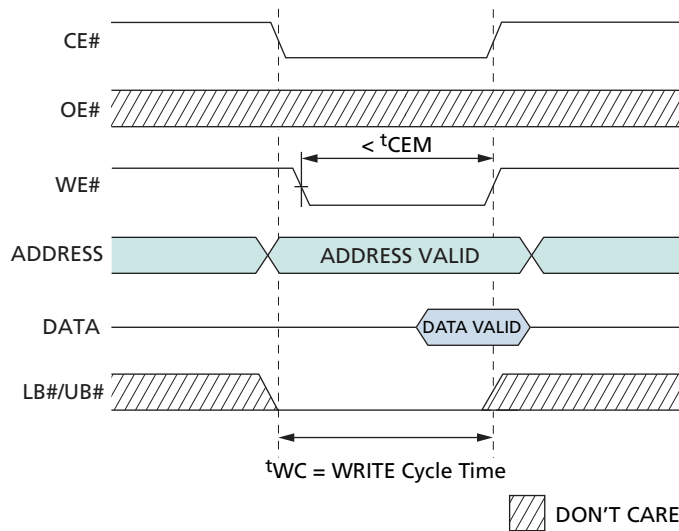 CE#
OE#
< tCEM
WE#
ADDRESS
ADDRESS VALID
DATA
DATA VALID
LB#/UB#
tWC = WRITE Cycle Time
DON'T CARE